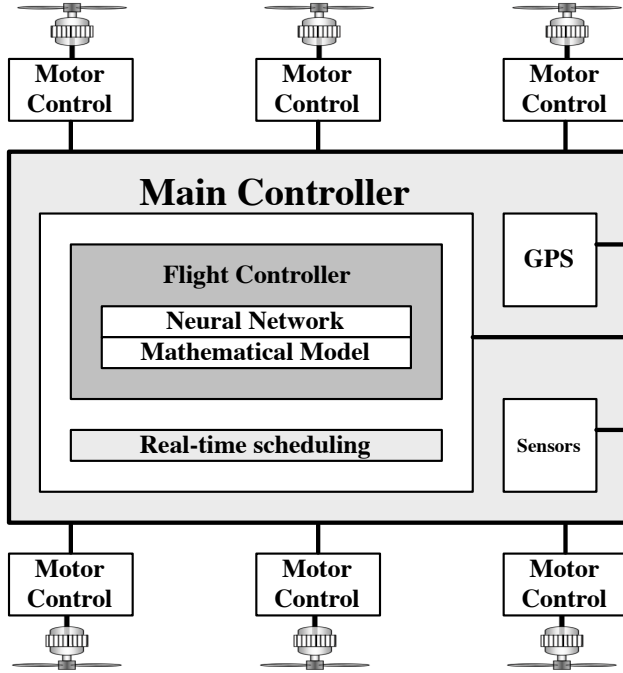 Motor
Control
Motor
Control
Motor
Control
Main Controller
Flight Controller
Neural Network
Mathematical Model
Real-time scheduling
GPS
Sensors
Motor
Control
Motor
Control
Motor
Control